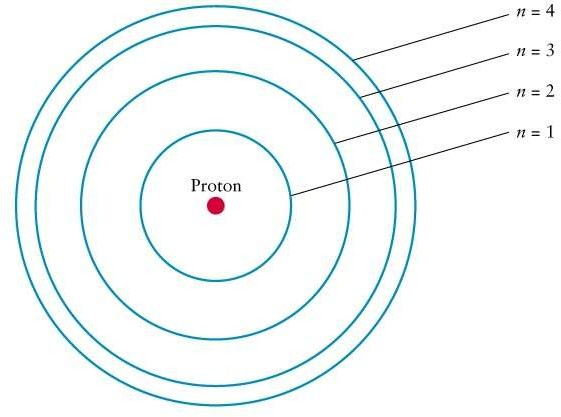 n = 4
n = 3
n = 2
n = 1
Proton